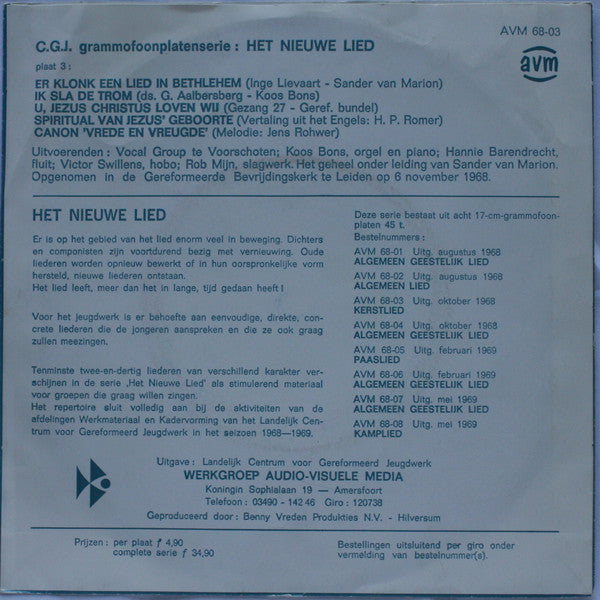 AVM 68-03
avm
C.G.J. grammofoonplatenserie : HET NIEUWE LIED
plaat 3 :
ER KLONK EEN LIED IN BETHLEHEM (Inge Lievaart - Sander van Marion)
IK SLA DE TROM (ds. G. Aalbersberg - Koos Bons)
U, JEZUS CHRISTUS LOVEN WIJ (Gezang 27 - Geref. bundel)
SPIRITUAL VAN JEZUS' GEBOORTE (Vertaling uit het Engels: H. P. Romer)
CANON 'VREDE EN VREUGDE' (Melodie: Jens Rohwer)
Uitvoerenden : Vocal Group te Voorschoten; Koos Bons, orgel en piano; Hannie Barendrecht,
fluit; Victor Swillens, hobo; Rob Mijn, slagwerk. Het geheel onder leiding van Sander van Marion.
Opgenomen in de Gereformeerde Bevrijdingskerk te Leiden op 6 november 1968.
HET NIEUWE LIED
Er is op het gebied van het lied enorm veel in beweging. Dichters
en componisten zijn voortdurend bezig met vernieuwing. Oude
liederen worden opnieuw bewerkt of in hun oorspronkelijke vorm
hersteld, nieuwe liederen ontstaan.
Het lied leeft, meer dan het in lange, tijd gedaan heeft !
Voor het jeugdwerk is er behoefte aan eenvoudige, direkte, con-
crete liederen die de jongeren aanspreken en die ze ook graag
zullen meezingen.
Tenminste twee-en-dertig liederen van verschillend karakter ver-
schijnen in de serie ‚Het Nieuwe Lied' als stimulerend materiaal
voor groepen die graag willen zingen.
Het repertoire sluit volledig aan bij de aktiviteiten van de
afdelingen Werkmateriaal en Kadervorming van het Landelijk Cen-
trum voor Gereformeerd Jeugdwerk in het seizoen 1968—1969.
Deze serie bestaat uit acht 17-cm-grammofoon-
platen 45 t.
Bestelnummers :
AVM 68-01 Uitg. augustus 1968
ALGEMEEN GEESTELIJK LIED
AVM 68-02 Uitg. augustus 1968
ALGEMEEN LIED
AVM 68-03 Uitg. oktober 1968
KERSTLIED
AVM 68-04 Uitg. oktober 1968
ALGEMEEN GEESTELIJK LIED
AVM 68-05 Uitg. februari 1969
PAASLIED
AVM 68-06 Uitg. februari 1969
ALGEMEEN GEESTELIJK LIED
AVM 68-07 Uitg. mei 1969
ALGEMEEN GEESTELIJK LIED
AVM 68-08 Uitg. mei 1969
KAMPLIED
Uitgave : Landelijk Centrum voor Gereformeerd Jeugdwerk
WERKGROEP AUDIO-VISUELE MEDIA
Koningin Sophialaan 19 — Amersfoort
Telefoon : 03490 - 142 46 Giro : 120738
Geproduceerd door : Benny Vreden Produkties N.V. - Hilversum
Prijzen : per plaat ƒ 4,90
complete serie ƒ 34,90
Bestellingen uitsluitend per giro onder
vermelding van bestelnummer(s).